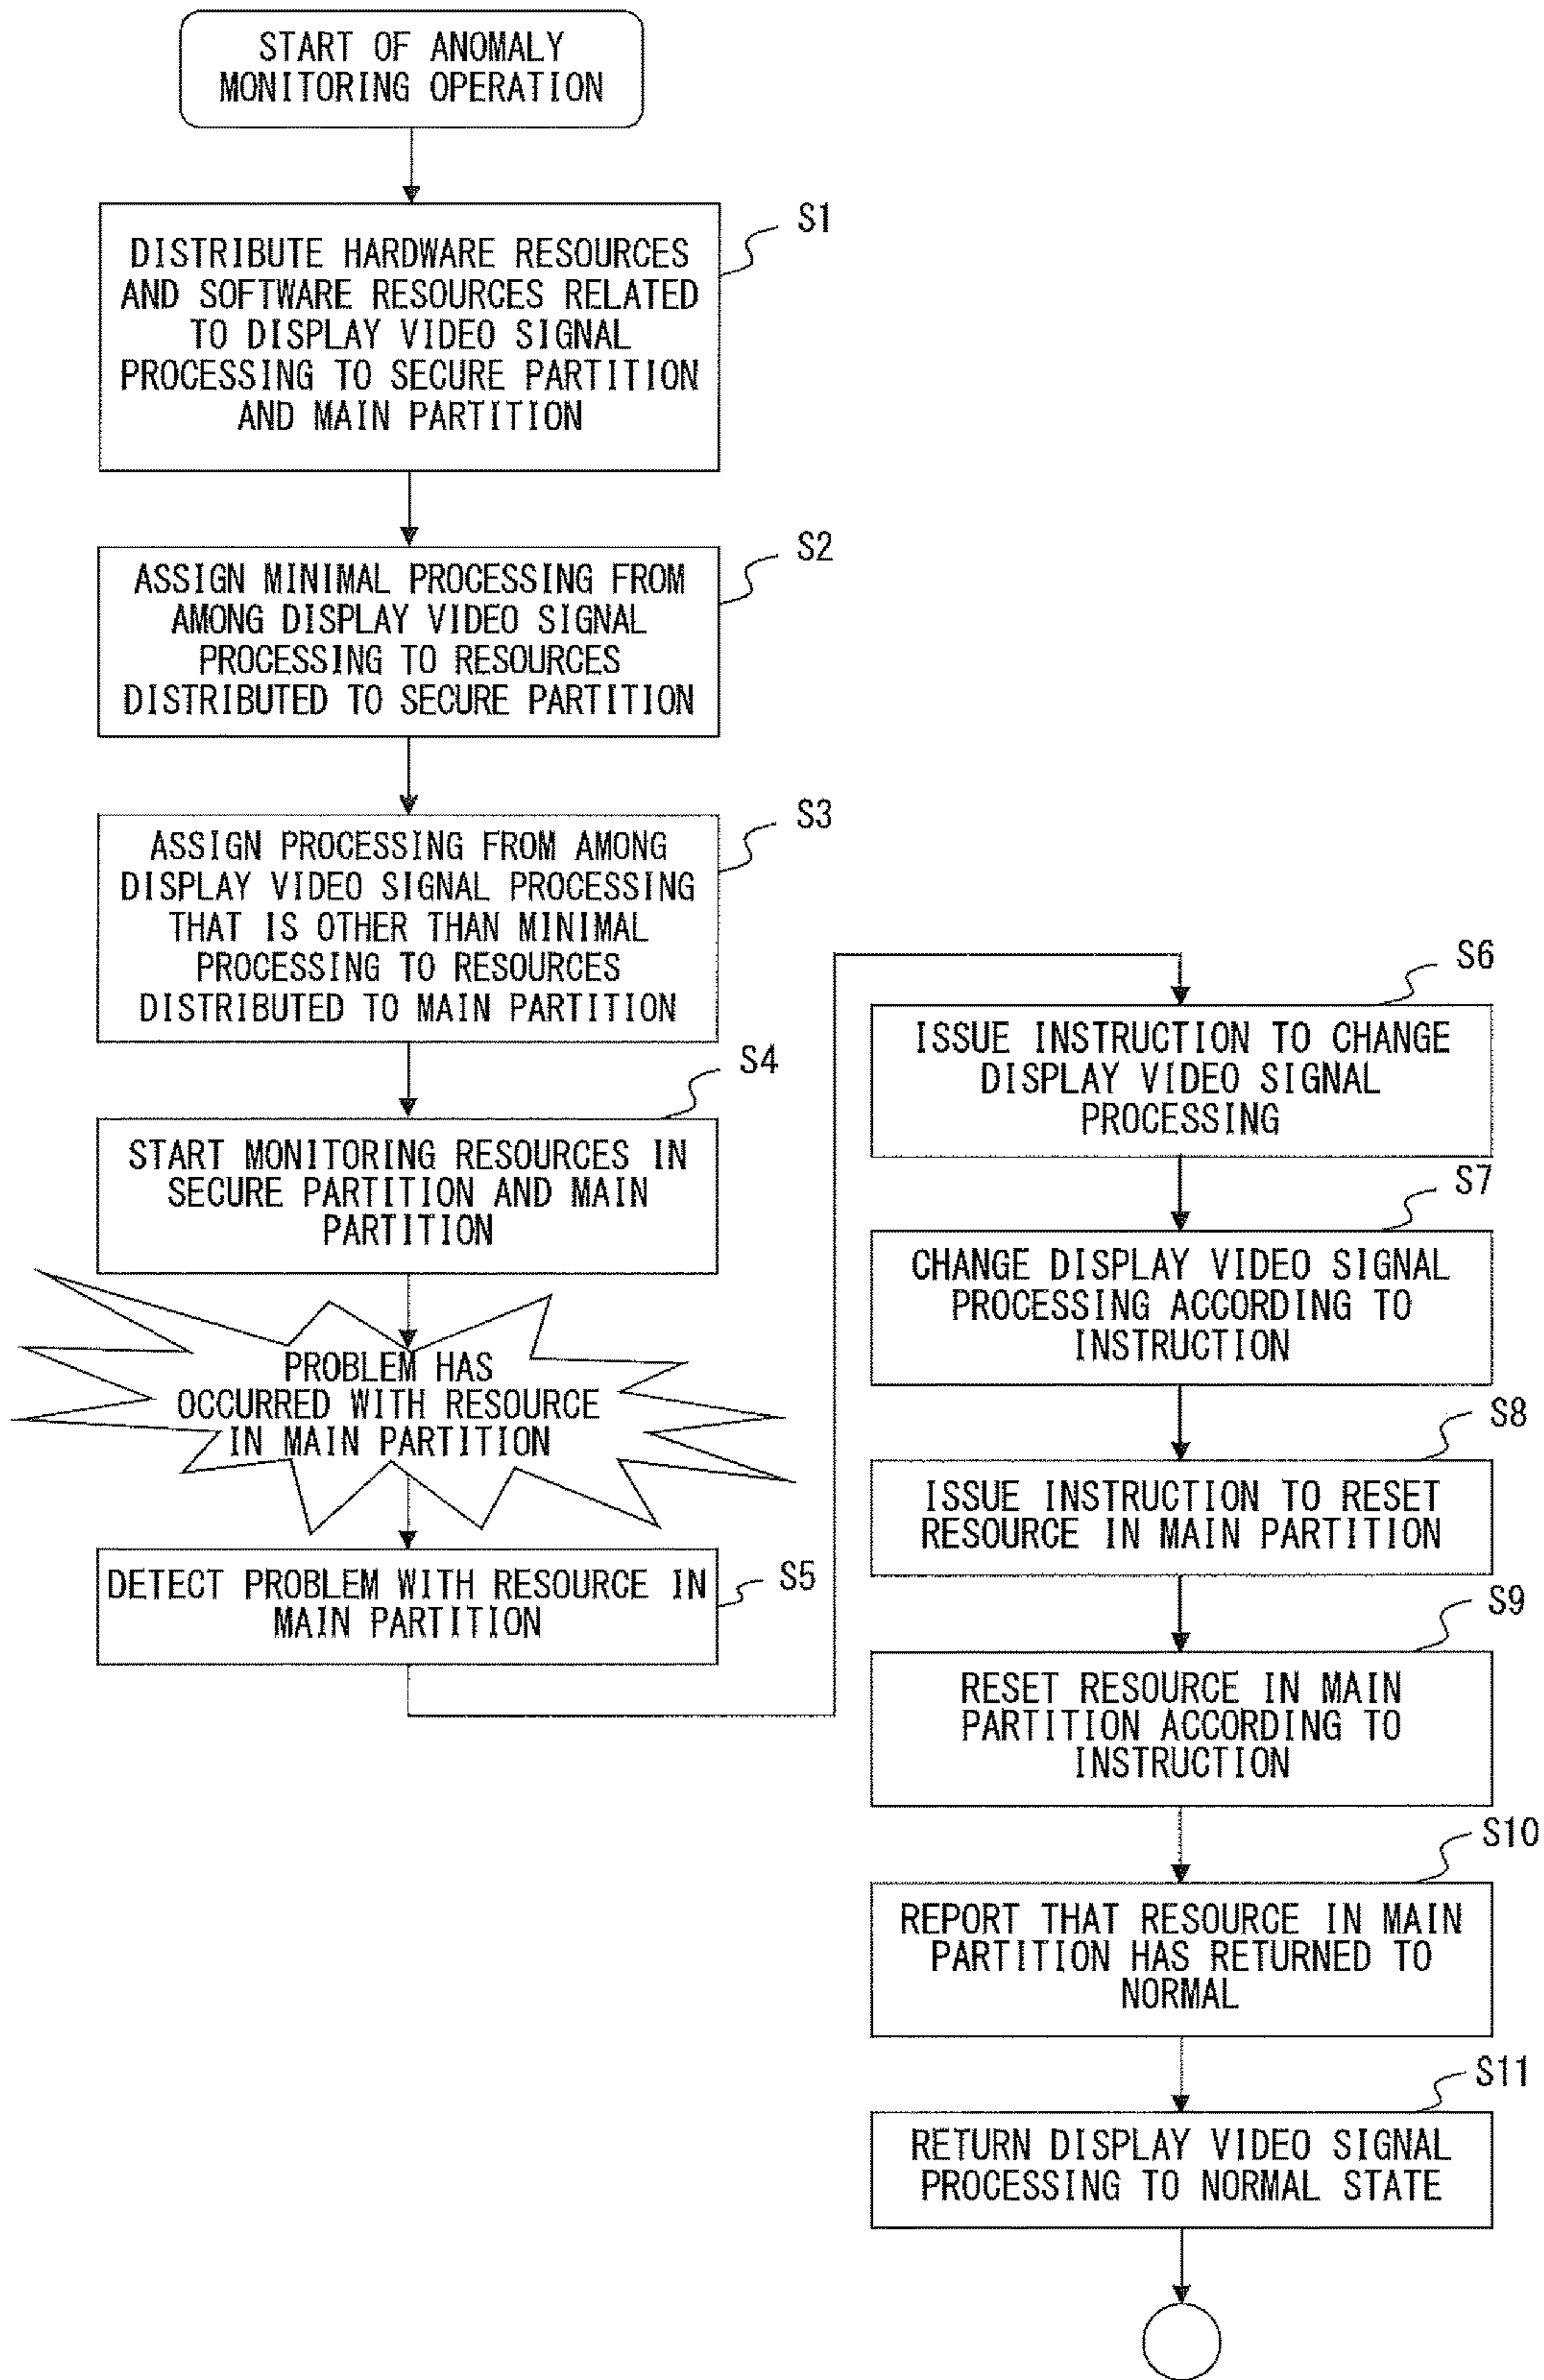 START OF ANOMALY
MONITORING OPERATION
S1
DISTRIBUTE HARDWARE RESOURCES
AND SOFTWARE RESOURCES RELATED
TO DISPLAY VIDEO SIGNAL
PROCESSING TO SECURE PARTITION
AND MAIN PARTITION
S2
ASSIGN MINIMAL PROCESSING FROM
AMONG DISPLAY VIDEO SIGNAL
PROCESSING TO RESOURCES
DISTRIBUTED TO SECURE PARTITION
S3
ASSIGN PROCESSING FROM AMONG
DISPLAY VIDEO SIGNAL PROCESSING
THAT IS OTHER THAN MINIMAL
PROCESSING TO RESOURCES
DISTRIBUTED TO MAIN PARTITION
S4
START MONITORING RESOURCES IN
SECURE PARTITION AND MAIN
PARTITION
PROBLEM HAS
OCCURRED WITH RESOURCE
IN MAIN PARTITION
S5
DETECT PROBLEM WITH RESOURCE IN
MAIN PARTITION
S6
ISSUE INSTRUCTION TO CHANGE
DISPLAY VIDEO SIGNAL
PROCESSING
S7
CHANGE DISPLAY VIDEO SIGNAL
PROCESSING ACCORDING TO
INSTRUCTION
S8
ISSUE INSTRUCTION TO RESET
RESOURCE IN MAIN PARTITION
S9
RESET RESOURCE IN MAIN
PARTITION ACCORDING TO
INSTRUCTION
S10
REPORT THAT RESOURCE IN MAIN
PARTITION HAS RETURNED TO
NORMAL
S11
RETURN DISPLAY VIDEO SIGNAL
PROCESSING TO NORMAL STATE